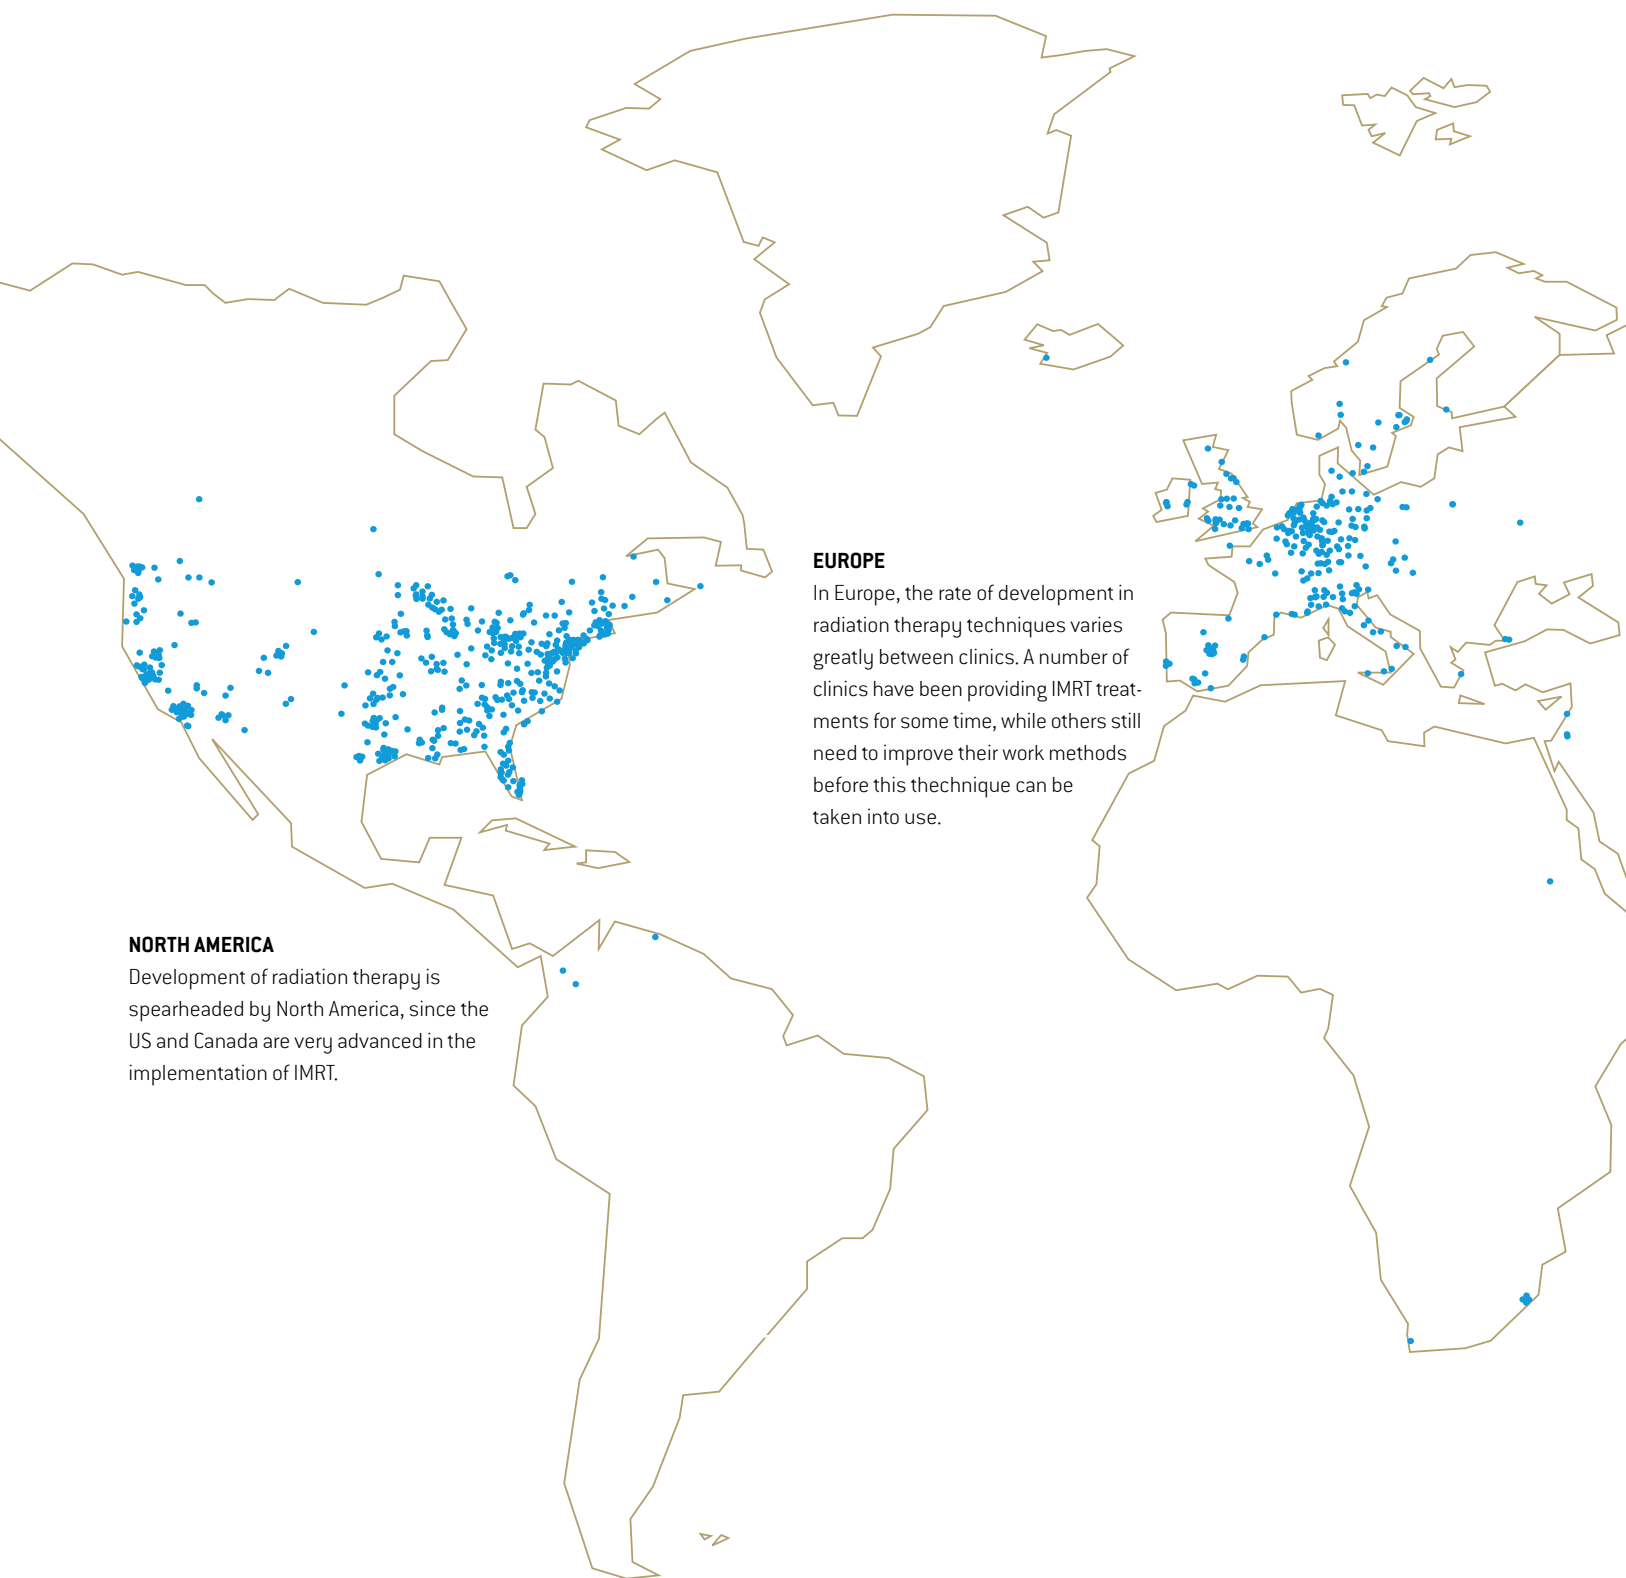 EUROPE
In Europe, the rate of development in
radiation therapy techniques varies
greatly between clinics. A number of
clinics have been providing IMRT treat-
ments for some time, while others still
need to improve their work methods
before this thechnique can be
taken into use.
NORTH AMERICA
Development of radiation therapy is
spearheaded by North America, since the
US and Canada are very advanced in the
implementation of IMRT.